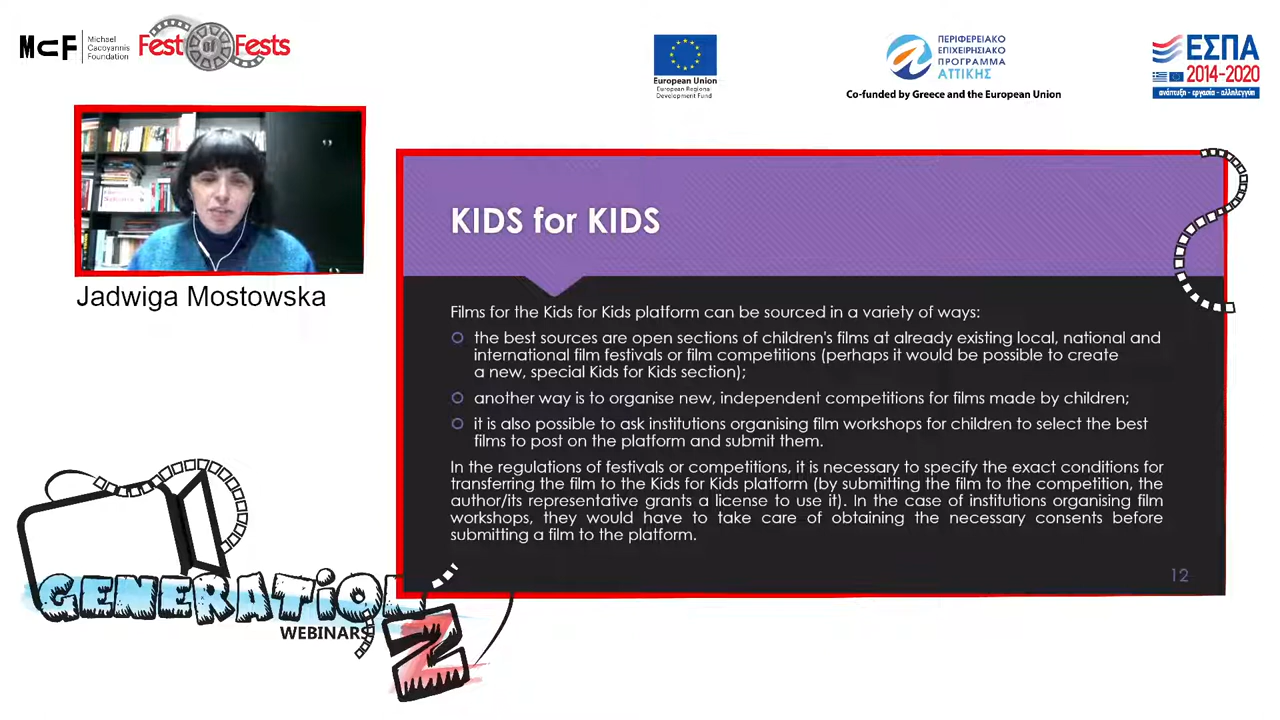 MCF
Michael
Cacoyannis
Foundation
Fest of Fests
European Union
European Regional
Development Fund
ΠΕΡΙΦΕΡΕΙΑΚΟ
ΕΠΙΧΕΙΡΗΣΙΑΚΟ
ΠΡΟΓΡΑΜΜΑ
ΑΤΤΙΚΗΣ
Co-funded by Greece and the European Union
ΕΣΠΑ
2014-2020
ανάπτυξη - εργασία - αλληλεγγύη
Jadwiga Mostowska
KIDS for KIDS
Films for the Kids for Kids platform can be sourced in a variety of ways:
the best sources are open sections of children's films at already existing local, national and
international film festivals or film competitions (perhaps it would be possible to create
a new, special Kids for Kids section);
another way is to organise new, independent competitions for films made by children;
it is also possible to ask institutions organising film workshops for children to select the best
films to post on the platform and submit them.
In the regulations of festivals or competitions, it is necessary to specify the exact conditions for
transferring the film to the Kids for Kids platform (by submitting the film to the competition, the
author/its representative grants a license to use it). In the case of institutions organising film
workshops, they would have to take care of obtaining the necessary consents before
submitting a film to the platform.
12
GENERATiON
WEBINARS
Z